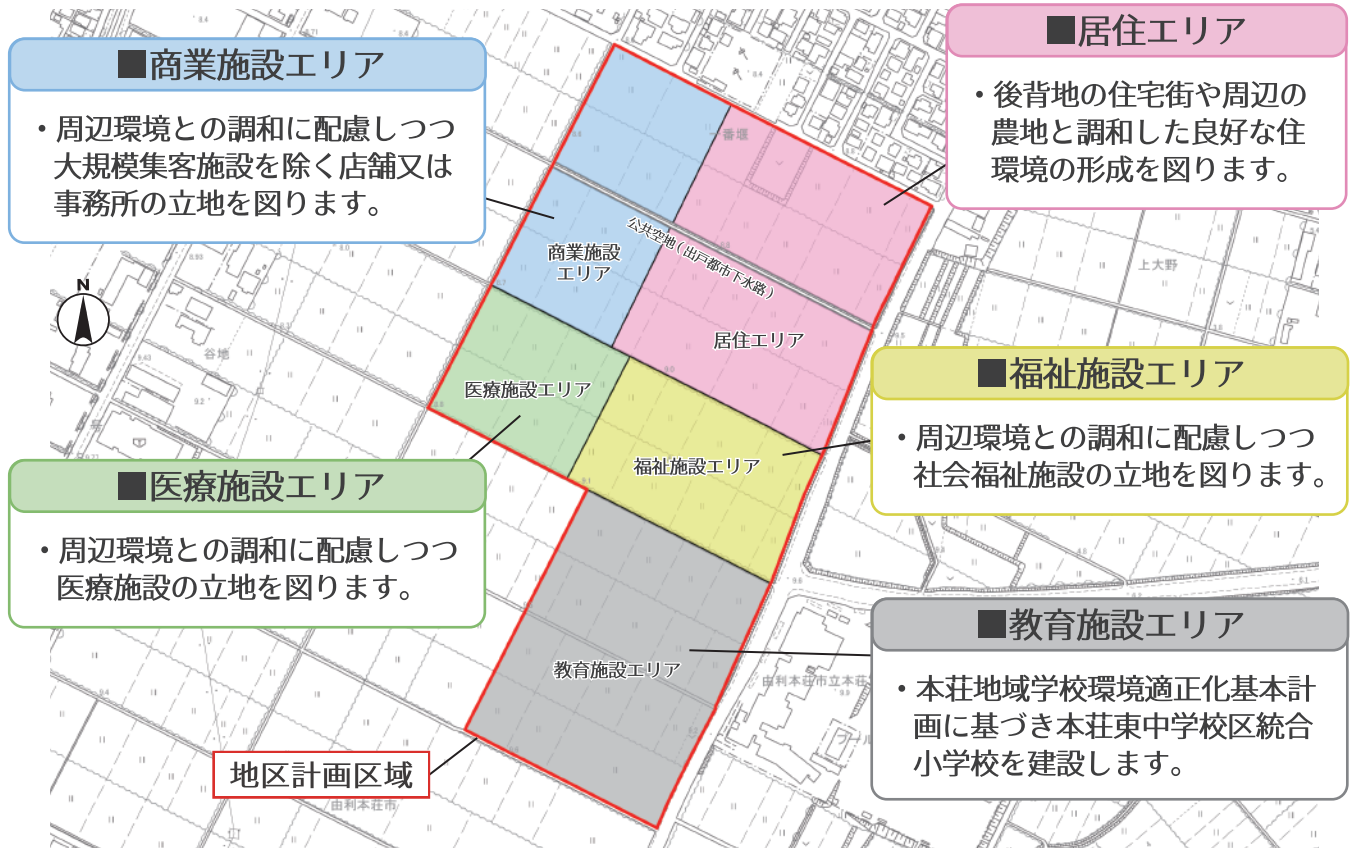 ■商業施設エリア
・周辺環境との調和に配慮しつつ
大規模集客施設を除く店舗又は
事務所の立地を図ります。
■居住エリア
・後背地の住宅街や周辺の
農地と調和した良好な住
環境の形成を図ります。
一番堰
公共空地(出戸都市下水路)
商業施設
エリア
居住エリア
上大野
N
谷地
医療施設エリア
福祉施設エリア
■福祉施設エリア
・周辺環境との調和に配慮しつつ
社会福祉施設の立地を図ります。
■医療施設エリア
・周辺環境との調和に配慮しつつ
医療施設の立地を図ります。
教育施設エリア
■教育施設エリア
・本荘地域学校環境適正化基本計
画に基づき本荘東中学校区統合
小学校を建設します。
由利本荘市立本荘
地区計画区域
由利本荘市